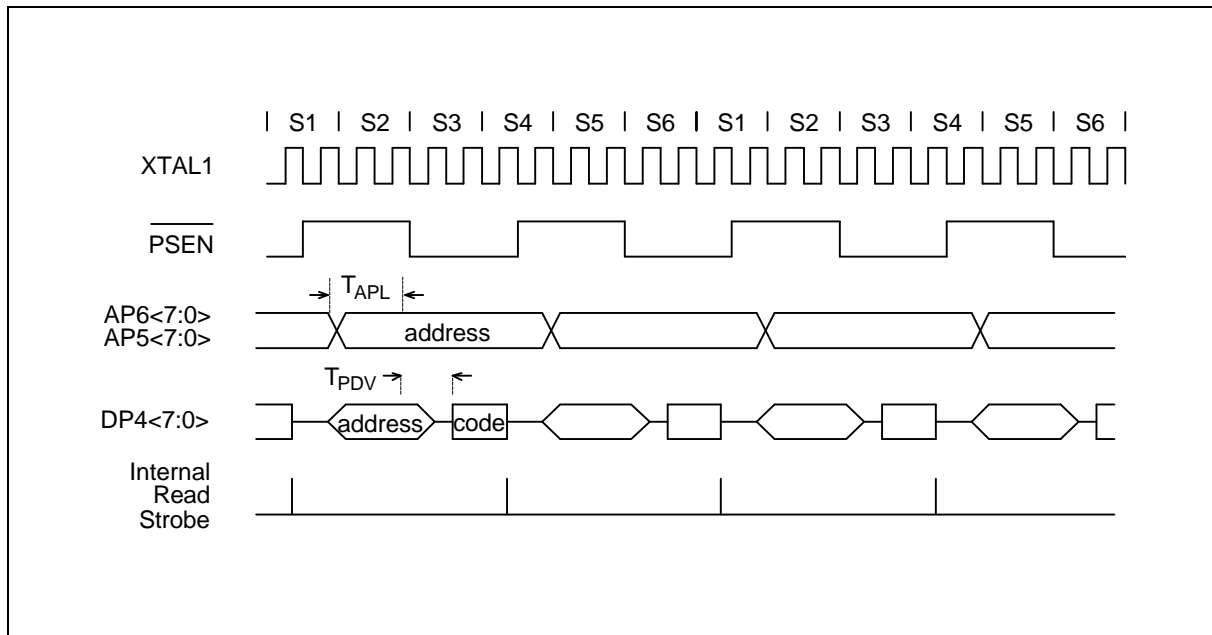 | S1 | S2 | S3 | S4 | S5 | S6 | S1 | S2 | S3 | S4 | S5 | S6 |
XTAL1
PSEN
TAPL
AP6<7:0>
AP5<7:0>
address
TPDV
DP4<7:0>
address
code
Internal
Read
Strobe